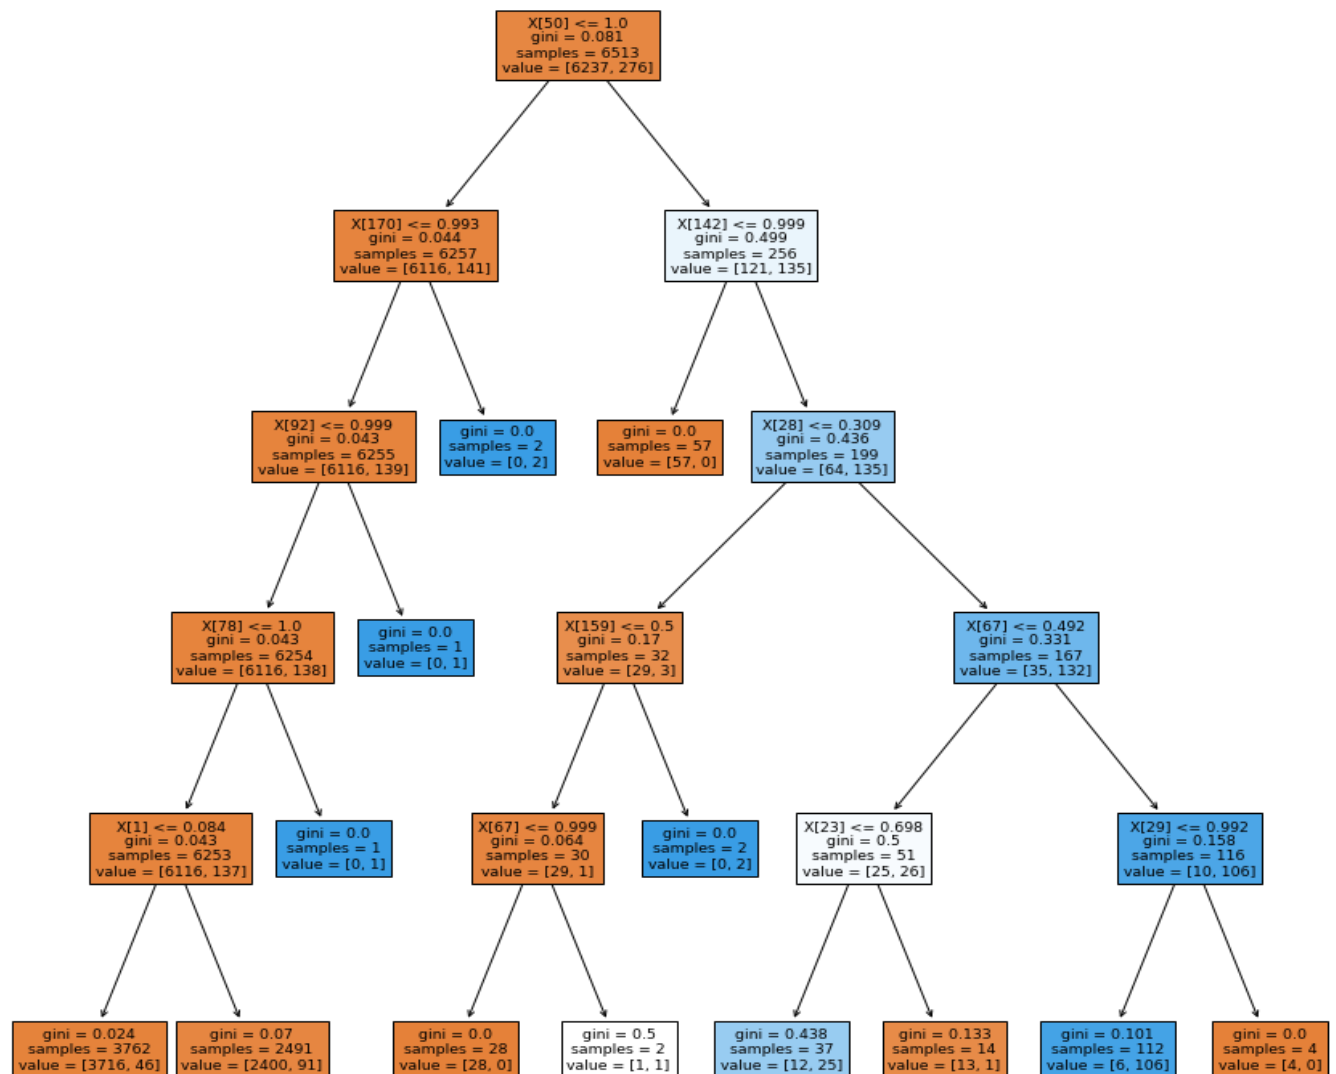 X[50] <= 1.0
gini = 0.081
samples = 6513
value = [6237, 276]
X[170] <= 0.993
gini = 0.044
samples = 6257
value = [6116, 141]
X[142] <= 0.999
gini = 0.499
samples = 256
value = [121, 135]
X[92] <= 0.999
gini = 0.043
samples = 6255
value = [6116, 139]
gini = 0.0
samples = 2
value = [0, 2]
gini = 0.0
samples = 57
value = [57, 0]
X[28] <= 0.309
gini = 0.436
samples = 199
value = [64, 135]
X[78] <= 1.0
gini = 0.043
samples = 6254
value = [6116, 138]
gini = 0.0
samples = 1
value = [0, 1]
X[159] <= 0.5
gini = 0.17
samples = 32
value = [29, 3]
X[67] <= 0.492
gini = 0.331
samples = 167
value = [35, 132]
X[1] <= 0.084
gini = 0.043
samples = 6253
value = [6116, 137]
gini = 0.0
samples = 1
value = [0, 1]
X[67] <= 0.999
gini = 0.064
samples = 30
value = [29, 1]
gini = 0.0
samples = 2
value = [0, 2]
X[23] <= 0.698
gini = 0.5
samples = 51
value = [25, 26]
X[29] <= 0.992
gini = 0.158
samples = 116
value = [10, 106]
gini = 0.024
samples = 3762
value = [3716, 46]
gini = 0.07
samples = 2491
value = [2400, 91]
gini = 0.0
samples = 28
value = [28, 0]
gini = 0.5
samples = 2
value = [1, 1]
gini = 0.438
samples = 37
value = [12, 25]
gini = 0.133
samples = 14
value = [13, 1]
gini = 0.101
samples = 112
value = [6, 106]
gini = 0.0
samples = 4
value = [4, 0]